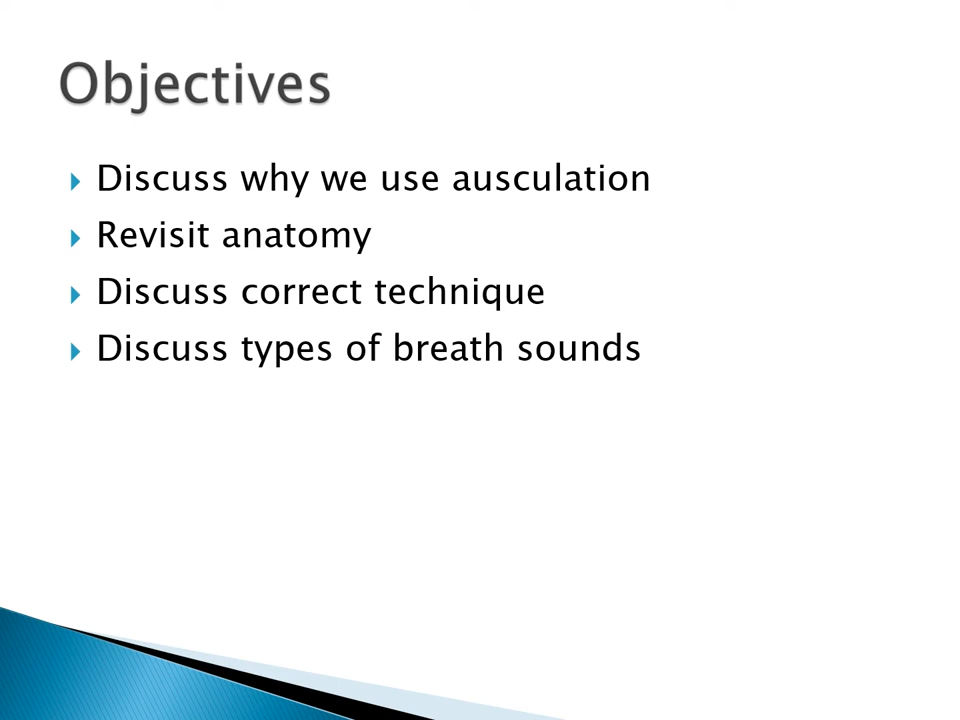 Objectives
Discuss why we use ausculation
Revisit anatomy
Discuss correct technique
Discuss types of breath sounds